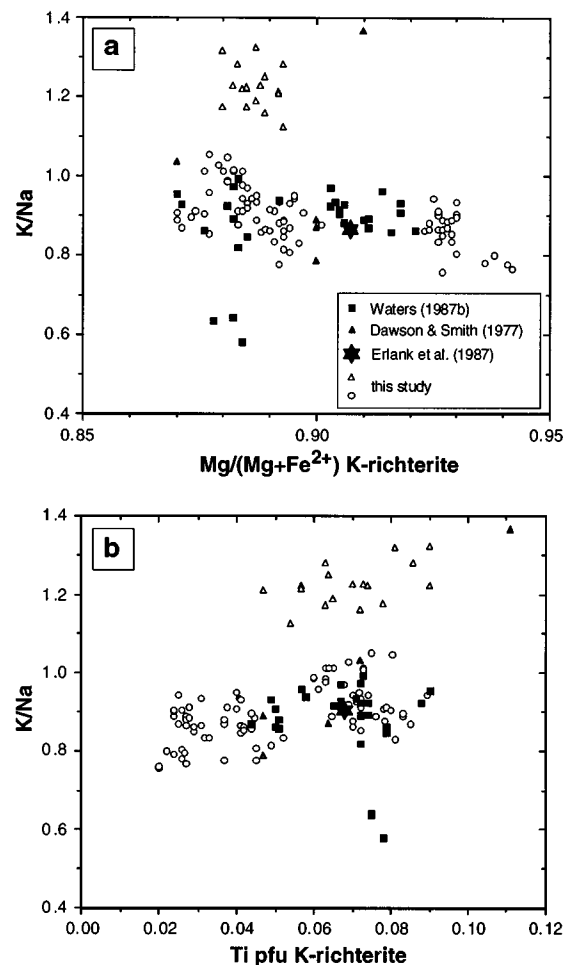 a
1.4
1.2
1.0
0.8
0.6
0.4
K/Na
0.85
0.90
0.95
Mg/(Mg+Fe²⁺) K-richterite
Waters (1987b)
Dawson & Smith (1977)
Erlank et al. (1987)
this study
b
1.4
1.2
1.0
0.8
0.6
0.4
K/Na
0.00
0.02
0.04
0.06
0.08
0.10
0.12
Ti pfu K-richterite